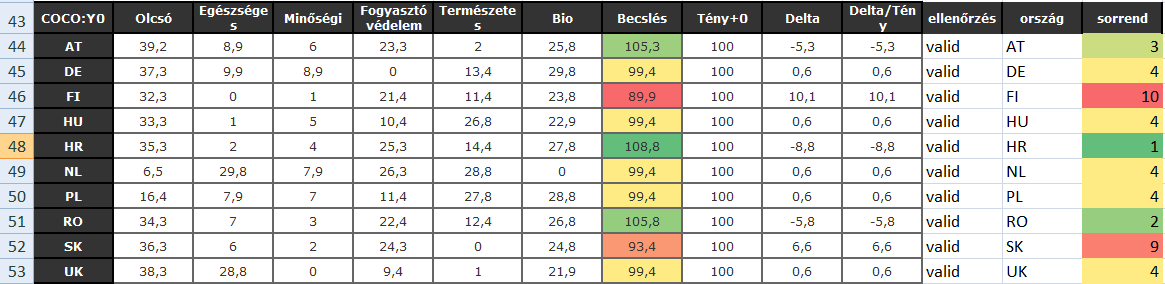 43 COCO:Y0 Olcsó Egészséges Minőségi Fogyasztóvédelem Természetes Bio Becslés Tény+0 Delta Delta/Tény ellenőrzés ország sorrend
44 AT 39,2 8,9 6 23,3 2 25,8 105,3 100 -5,3 -5,3 valid AT 3
45 DE 37,3 9,9 8,9 0 13,4 29,8 99,4 100 0,6 0,6 valid DE 4
46 FI 32,3 0 1 21,4 11,4 23,8 89,9 100 10,1 10,1 valid FI 10
47 HU 33,3 1 5 10,4 26,8 22,9 99,4 100 0,6 0,6 valid HU 4
48 HR 35,3 2 4 25,3 14,4 27,8 108,8 100 -8,8 -8,8 valid HR 1
49 NL 6,5 29,8 7,9 26,3 28,8 0 99,4 100 0,6 0,6 valid NL 4
50 PL 16,4 7,9 7 11,4 27,8 28,8 99,4 100 0,6 0,6 valid PL 4
51 RO 34,3 7 3 22,4 12,4 26,8 105,8 100 -5,8 -5,8 valid RO 2
52 SK 36,3 6 2 24,3 0 24,8 93,4 100 6,6 6,6 valid SK 9
53 UK 38,3 28,8 0 9,4 1 21,9 99,4 100 0,6 0,6 valid UK 4